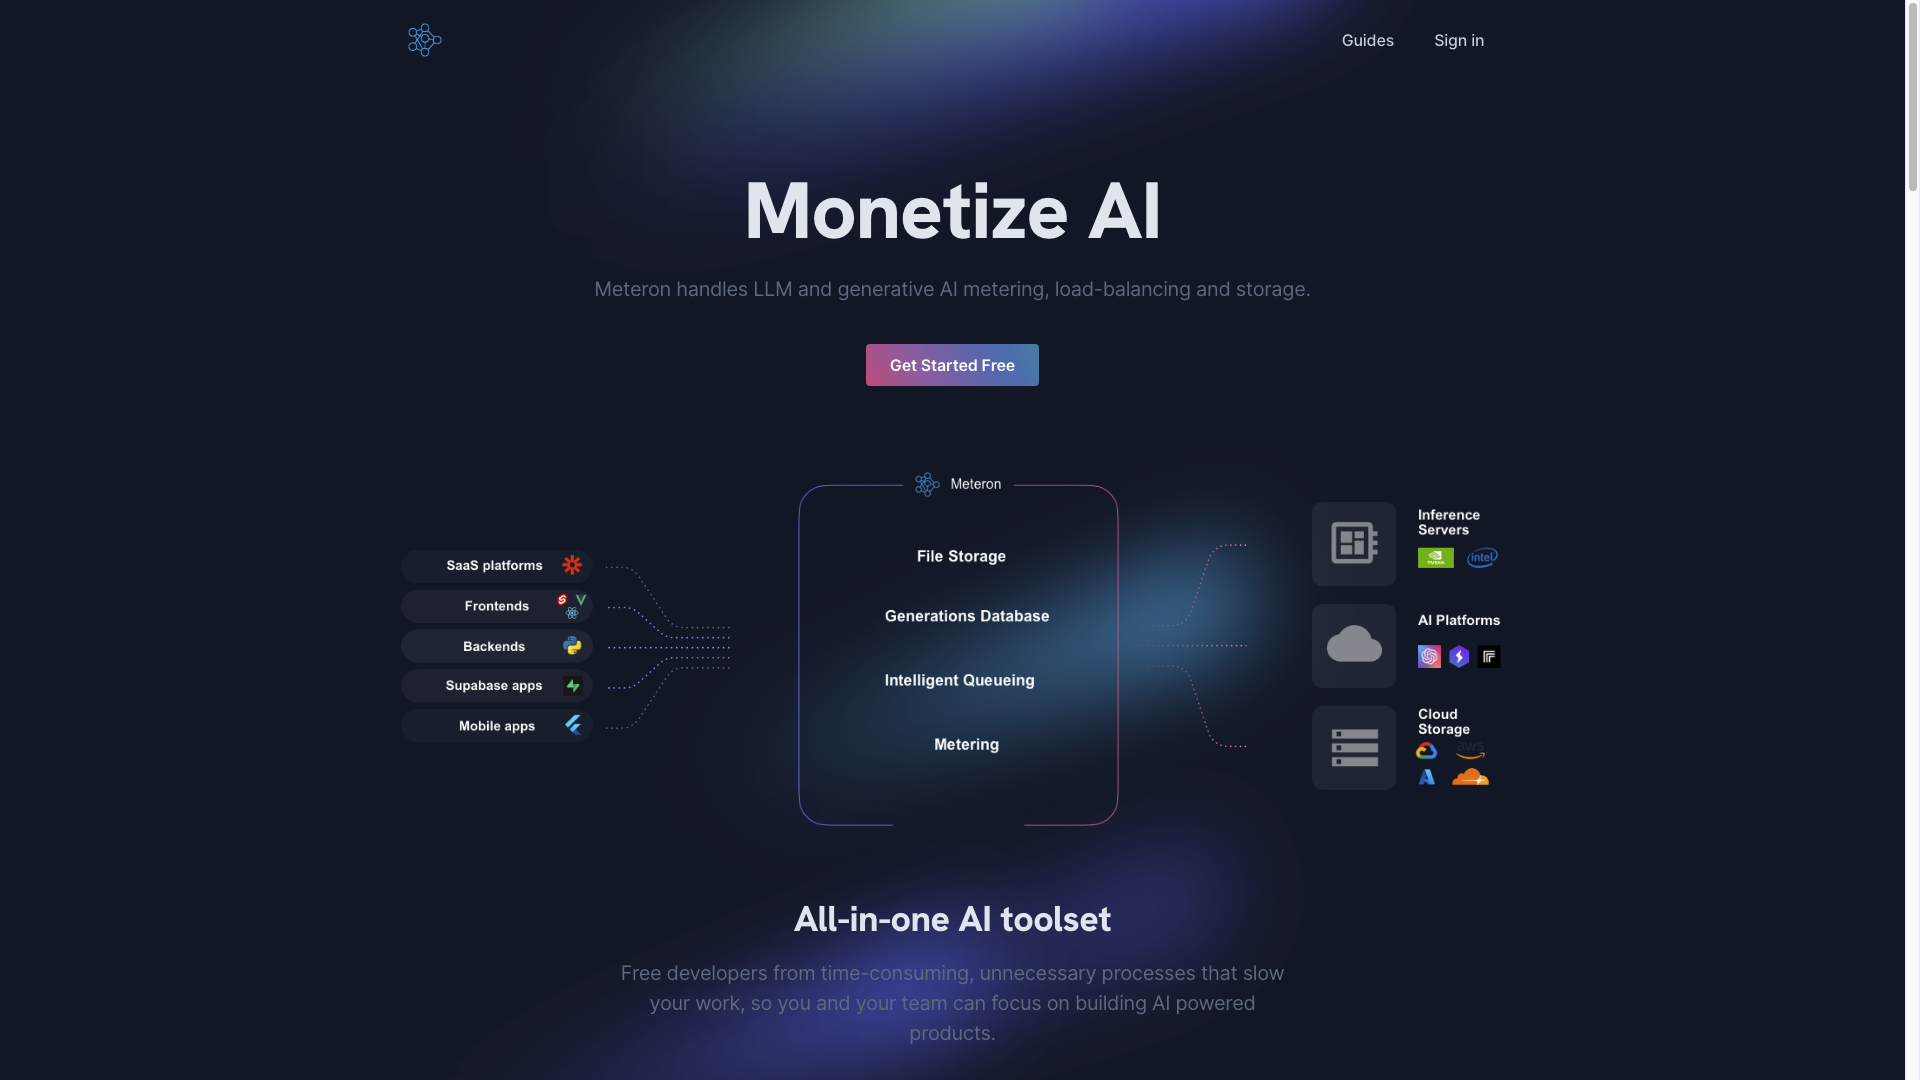 Guides
Sign in
Monetize AI
Meteron handles LLM and generative AI metering, load-balancing and storage.
Get Started Free
Meteron
File Storage
Generations Database
Intelligent Queueing
Metering
SaaS platforms
Frontends
Backends
Supabase apps
Mobile apps
Inference
Servers
NVIDIA
intel
AI Platforms
Cloud
Storage
aws
All-in-one AI toolset
Free developers from time-consuming, unnecessary processes that slow
your work, so you and your team can focus on building AI powered
products.